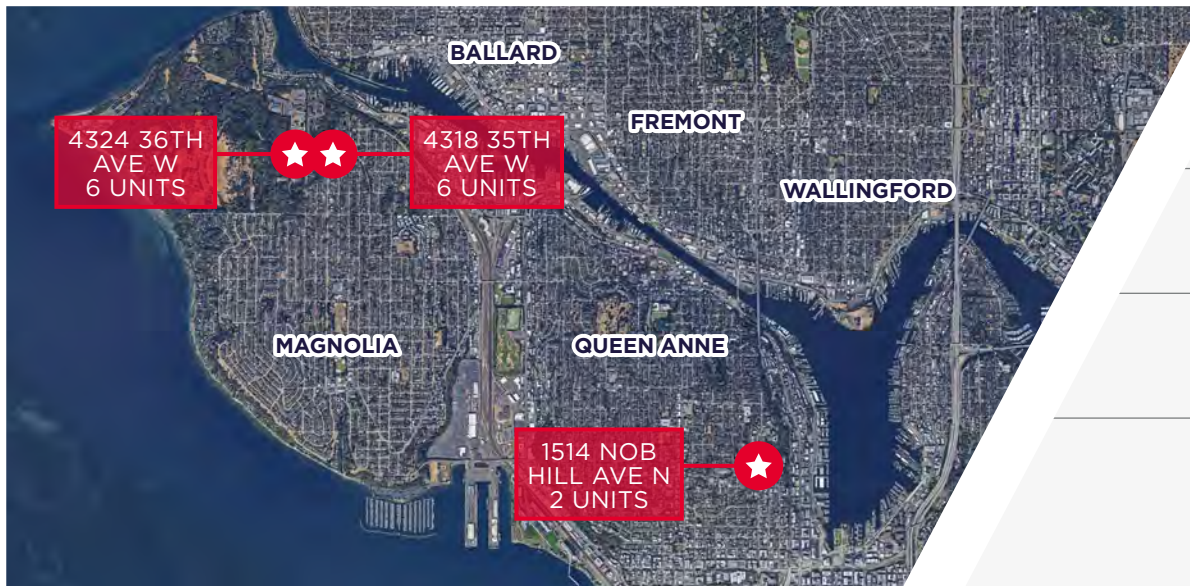 BALLARD
FREMONT
4324 36TH
AVE W
6 UNITS
4318 35TH
AVE W
6 UNITS
WALLINGFORD
MAGNOLIA
QUEEN ANNE
1514 NOB
HILL AVE N
2 UNITS